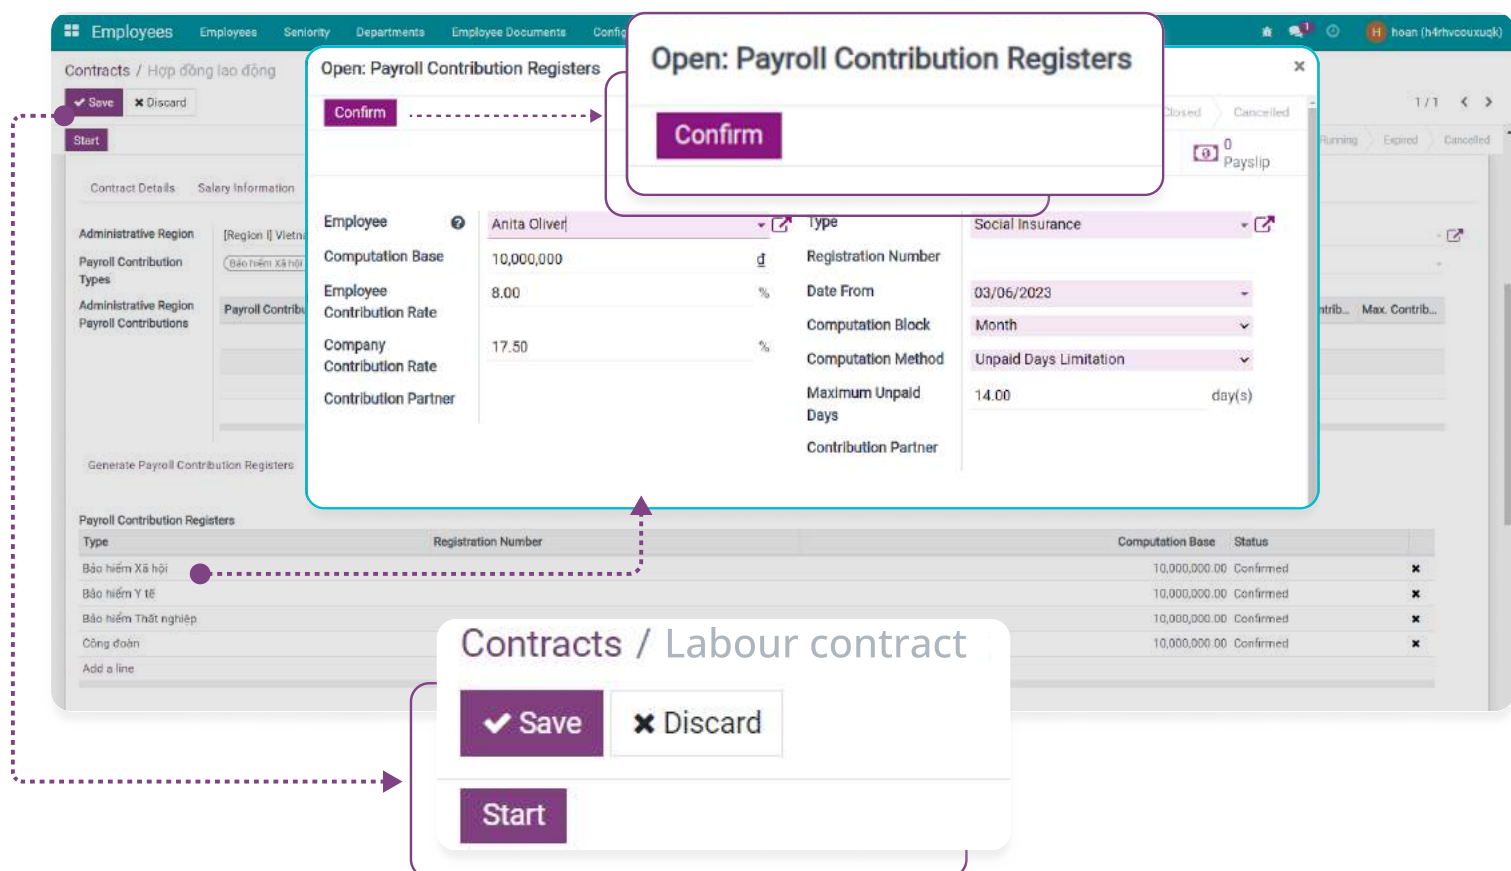 Employees Employees Seniority Departments Employee Documents
1
H hoan (h4rhvcouxuqk)
Contracts / Hợp đồng lao động
Save Discard
1 / 1
Start
Running Expired Cancelled
Contract Details Salary Information
Administrative Region [Region I]
Payroll Contribution Types
Bảo hiểm Xã hội
Administrative Region Payroll Contributions
Payroll
Max. Contrib...
Generate Payroll Contribution Registers
Open: Payroll Contribution Registers
Confirm
Closed Cancelled
0
Payslip
Open: Payroll Contribution Registers
Confirm
Employee Anita Oliver
Computation Base 10,000,000 ₫
Employee
Contribution Rate 8.00 %
Company
Contribution Rate 17.50 %
Contribution Partner
Type Social Insurance
Registration Number
Date From 03/06/2023
Computation Block Month
Computation Method Unpaid Days Limitation
Maximum Unpaid
Days 14.00 day(s)
Contribution Partner
Payroll Contribution Registers
Type Registration Number Computation Base Status
Bảo hiểm Xã hội 10,000,000.00 Confirmed
Bảo hiểm Y tế 10,000,000.00 Confirmed
Bảo hiểm Thất nghiệp 10,000,000.00 Confirmed
Công đoàn 10,000,000.00 Confirmed
Add a line
Contracts / Labour contract
Save Discard
Start